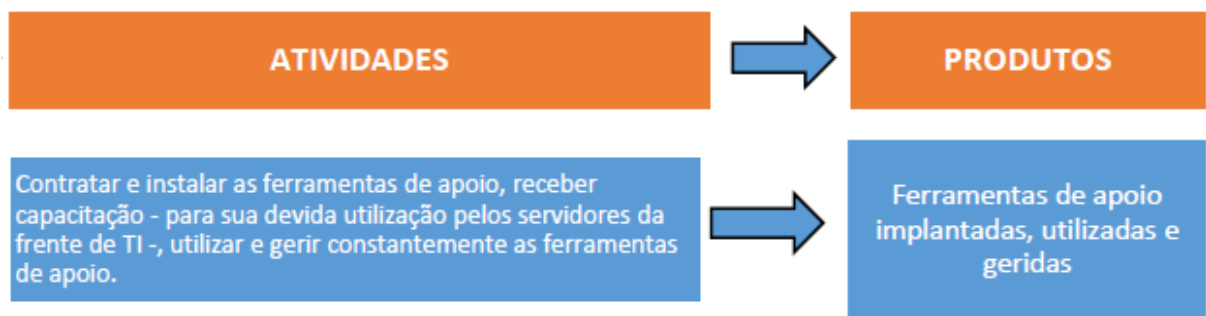 ATIVIDADES
PRODUTOS
Contratar e instalar as ferramentas de apoio, receber
capacitação - para sua devida utilização pelos servidores da
frente de TI -, utilizar e gerir constantemente as ferramentas
de apoio.
Ferramentas de apoio
implantadas, utilizadas e
geridas